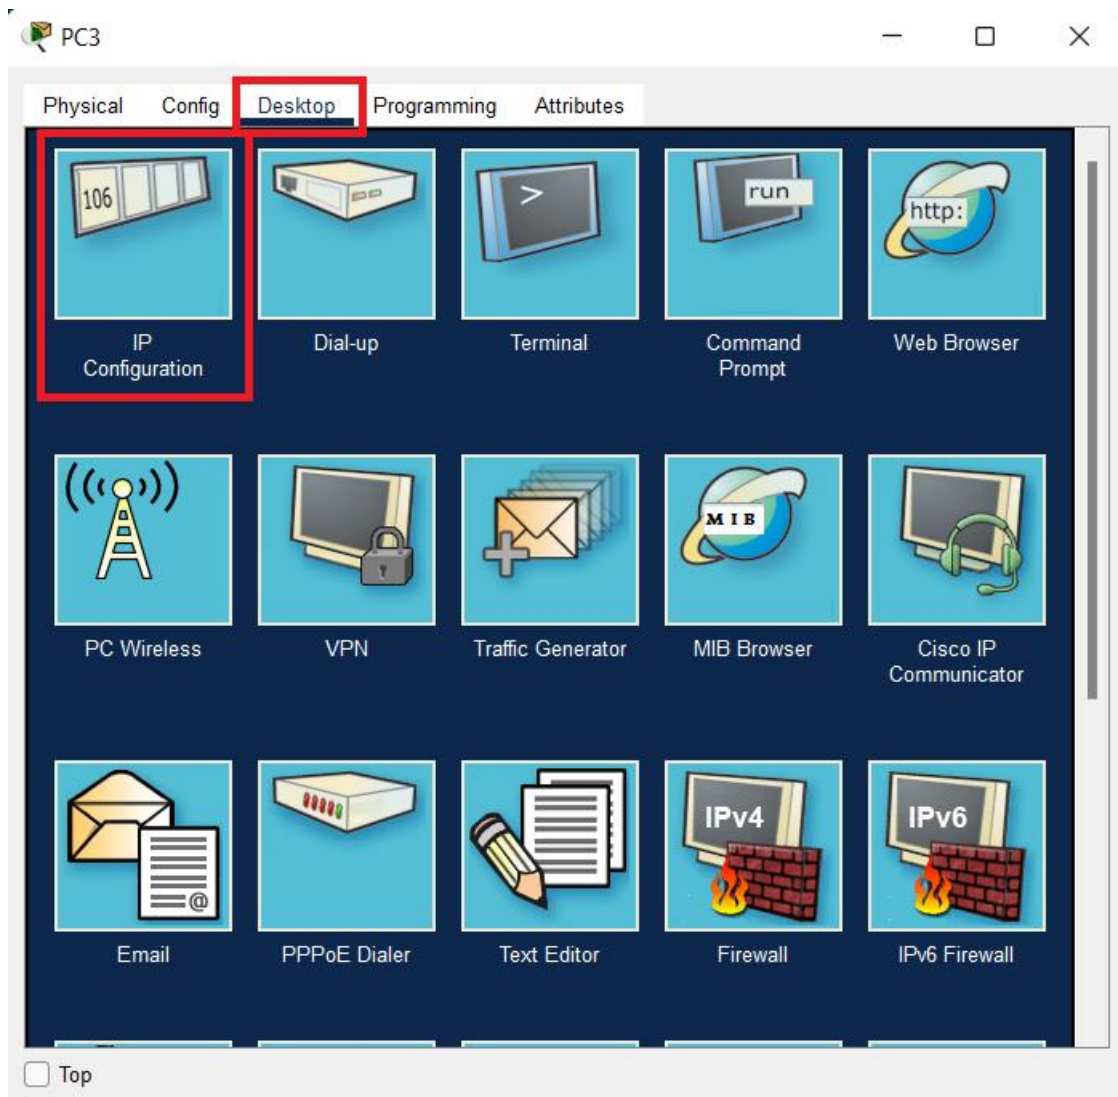 PC3
Physical Config Desktop Programming Attributes
106
>
run
http:
IP
Configuration
Dial-up
Terminal
Command
Prompt
Web Browser
MIB
PC Wireless
VPN
Traffic Generator
MIB Browser
Cisco IP
Communicator
@
IPv4
IPv6
Email
PPPoE Dialer
Text Editor
Firewall
IPv6 Firewall
Top